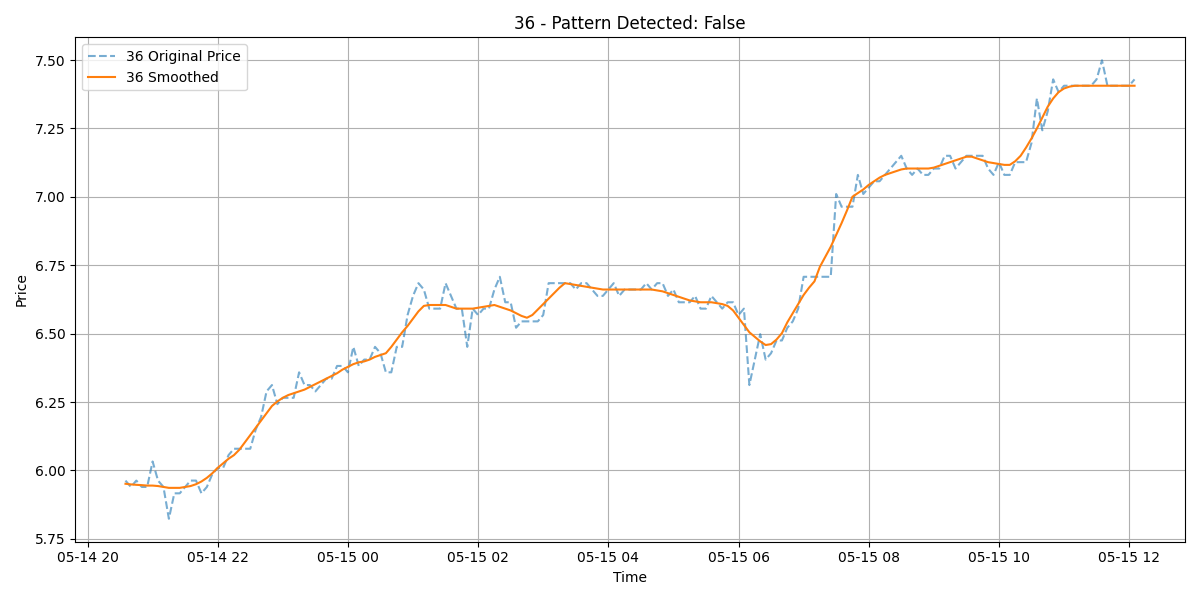 36 - Pattern Detected: False
36 Original Price
36 Smoothed
Price
7.50
7.25
7.00
6.75
6.50
6.25
6.00
5.75
05-14 20 05-14 22 05-15 00 05-15 02 05-15 04 05-15 06 05-15 08 05-15 10 05-15 12
Time